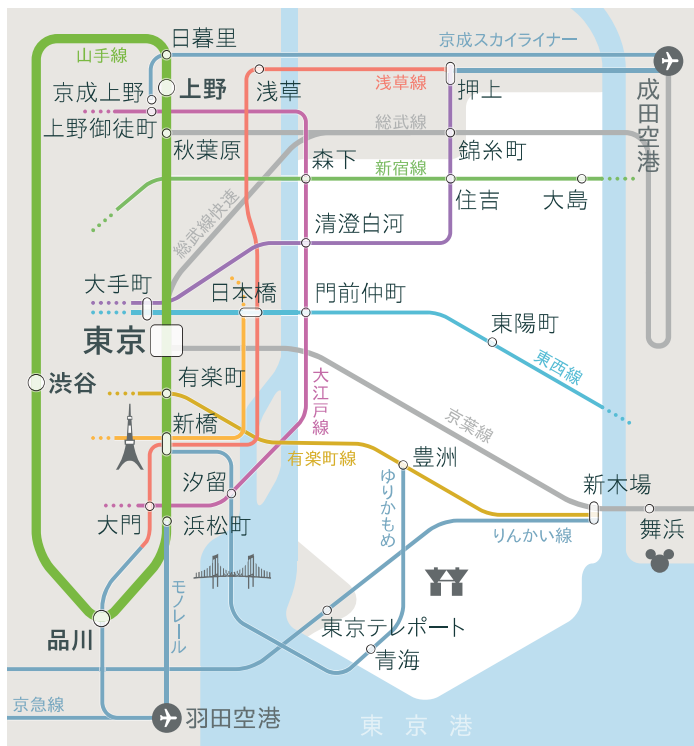 日暮里
京成スカイライナー
山手線
京成上野
上野
浅草
浅草線
押上
成田空港
上野御徒町
総武線
秋葉原
森下
錦糸町
新宿線
住吉
大島
総武線快速
清澄白河
大手町
日本橋
門前仲町
東陽町
東京
東西線
渋谷
有楽町
大江戸線
新橋
京葉線
有楽町線
豊洲
汐留
ゆりかもめ
新木場
大門
浜松町
りんかい線
舞浜
モノレール
品川
東京テレポート
青海
京急線
羽田空港
東京港